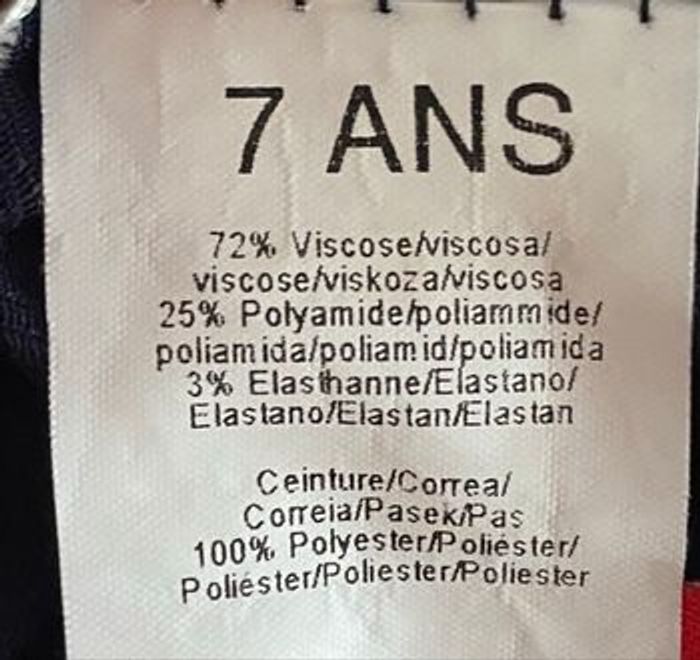 7 ANS
72% Viscose/viscosa/
viscose/viskoza/viscosa
25% Polyamide/poliammide/
poliamida/poliamid/poliamida
3% Elasthanne/Elastano/
Elastano/Elastan/Elastan
Ceinture/Correa/
Correia/Pasek/Pas
100% Polyester/Poliéster/
Poliéster/Poliester/Poliester